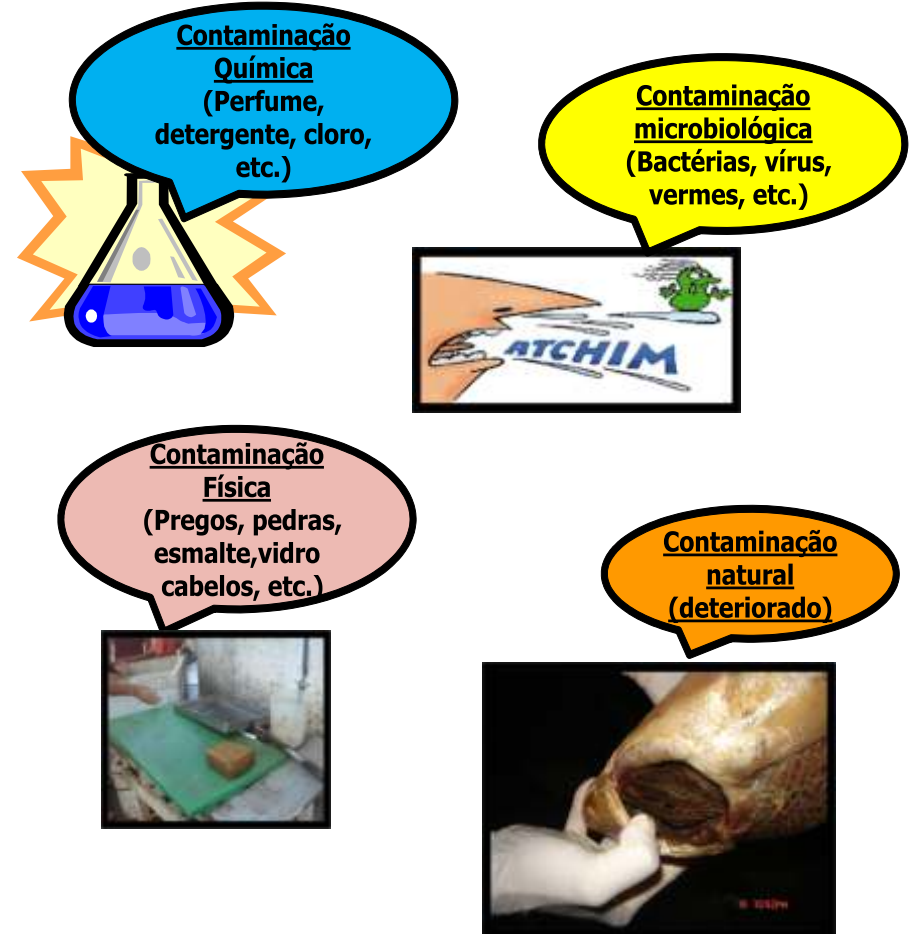 Contaminação
Química
(Perfume,
detergente, cloro,
etc.)
Contaminação
microbiológica
(Bactérias, vírus,
vermes, etc.)
ATCHIM
Contaminação
Física
(Pregos, pedras,
esmalte,vidro
cabelos, etc.)
Contaminação
natural
(deteriorado)